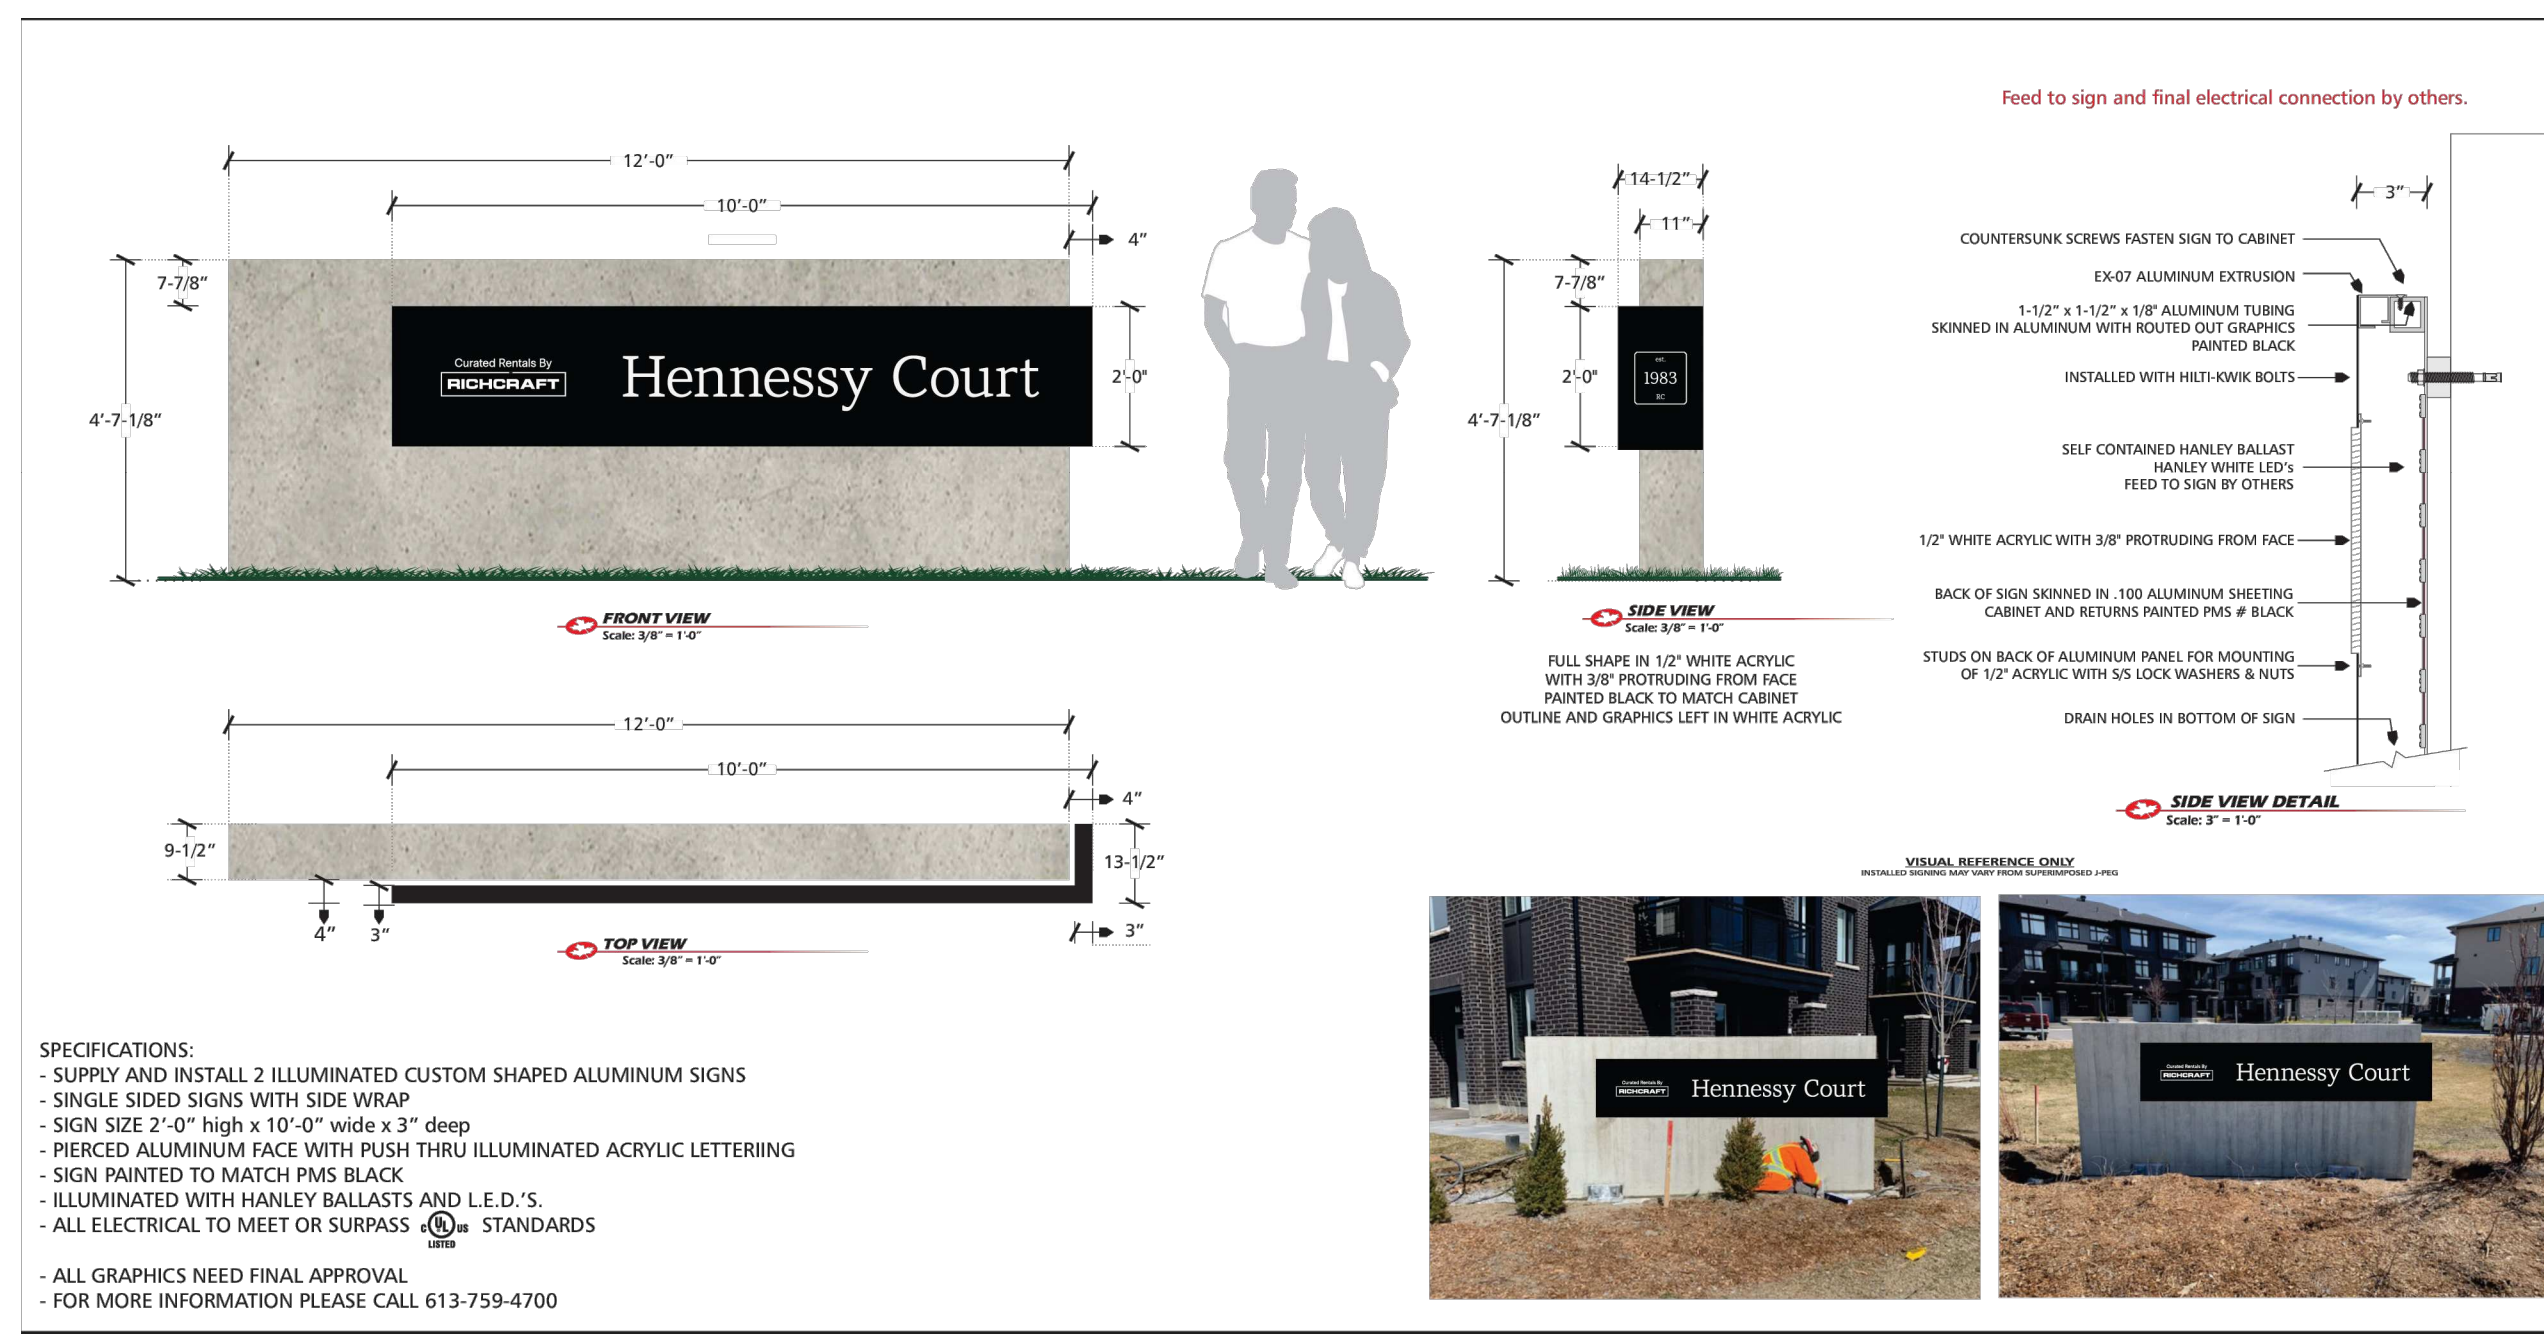 Feed to sign and final electrical connection by others.
12’-0”
10’-0”
4”
7-7/8”
4’-7-1/8”
2'-0"
Curated Rentals By
RICHCRAFT
Hennessy Court
FRONT VIEW
Scale: 3/8” = 1’-0”
14-1/2”
11”
7-7/8”
2'-0"
4’-7-1/8”
est.
1983
RC
SIDE VIEW
Scale: 3/8” = 1’-0”
FULL SHAPE IN 1/2" WHITE ACRYLIC
WITH 3/8" PROTRUDING FROM FACE
PAINTED BLACK TO MATCH CABINET
OUTLINE AND GRAPHICS LEFT IN WHITE ACRYLIC
3”
COUNTERSUNK SCREWS FASTEN SIGN TO CABINET
EX-07 ALUMINUM EXTRUSION
1-1/2” x 1-1/2” x 1/8" ALUMINUM TUBING
SKINNED IN ALUMINUM WITH ROUTED OUT GRAPHICS
PAINTED BLACK
INSTALLED WITH HILTI-KWIK BOLTS
SELF CONTAINED HANLEY BALLAST
HANLEY WHITE LED’s
FEED TO SIGN BY OTHERS
1/2" WHITE ACRYLIC WITH 3/8" PROTRUDING FROM FACE
BACK OF SIGN SKINNED IN .100 ALUMINUM SHEETING
CABINET AND RETURNS PAINTED PMS # BLACK
STUDS ON BACK OF ALUMINUM PANEL FOR MOUNTING
OF 1/2" ACRYLIC WITH S/S LOCK WASHERS & NUTS
DRAIN HOLES IN BOTTOM OF SIGN
SIDE VIEW DETAIL
Scale: 3” = 1’-0”
12’-0”
10’-0”
4”
9-1/2”
13-1/2”
4”
3”
3”
TOP VIEW
Scale: 3/8” = 1’-0”
VISUAL REFERENCE ONLY
INSTALLED SIGNING MAY VARY FROM SUPERIMPOSED J-PEG
Curated Rentals By
RICHCRAFT
Hennessy Court
Curated Rentals By
RICHCRAFT
Hennessy Court
SPECIFICATIONS:
- SUPPLY AND INSTALL 2 ILLUMINATED CUSTOM SHAPED ALUMINUM SIGNS
- SINGLE SIDED SIGNS WITH SIDE WRAP
- SIGN SIZE 2’-0” high x 10’-0” wide x 3” deep
- PIERCED ALUMINUM FACE WITH PUSH THRU ILLUMINATED ACRYLIC LETTERIING
- SIGN PAINTED TO MATCH PMS BLACK
- ILLUMINATED WITH HANLEY BALLASTS AND L.E.D.’S.
- ALL ELECTRICAL TO MEET OR SURPASS c UL us STANDARDS
LISTED
- ALL GRAPHICS NEED FINAL APPROVAL
- FOR MORE INFORMATION PLEASE CALL 613-759-4700